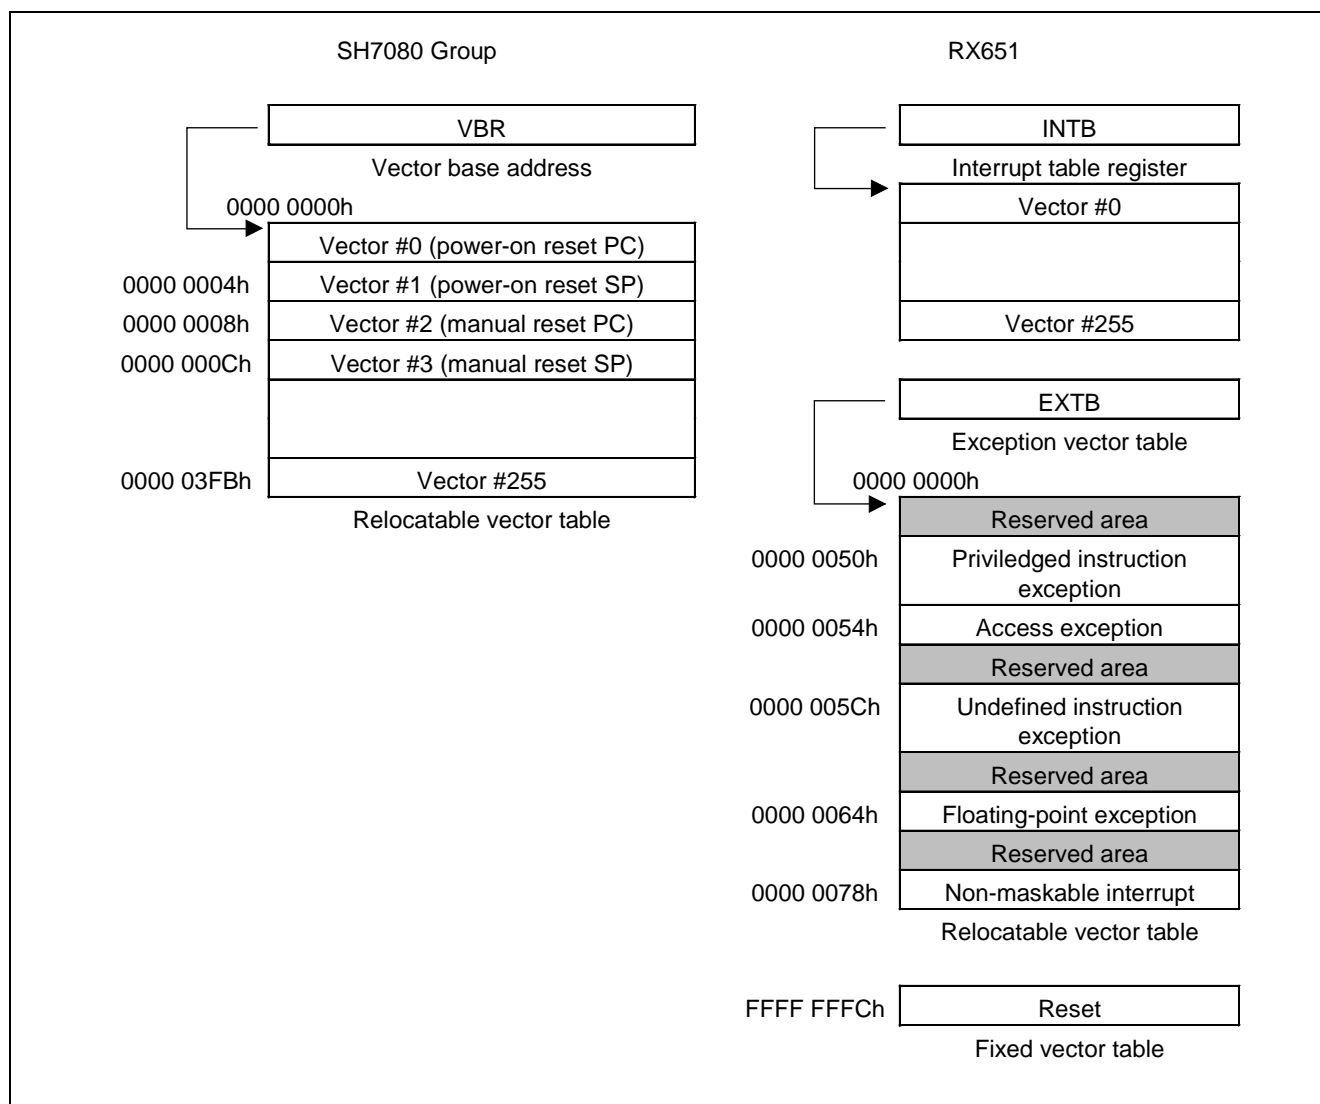 SH7080 Group
VBR
Vector base address
0000 0000h
Vector #0 (power-on reset PC)
0000 0004h
Vector #1 (power-on reset SP)
0000 0008h
Vector #2 (manual reset PC)
0000 000Ch
Vector #3 (manual reset SP)
0000 03FBh
Vector #255
Relocatable vector table
RX651
INTB
Interrupt table register
Vector #0
Vector #255
EXTB
Exception vector table
0000 0000h
Reserved area
0000 0050h
Priviledged instruction
exception
0000 0054h
Access exception
Reserved area
0000 005Ch
Undefined instruction
exception
Reserved area
0000 0064h
Floating-point exception
Reserved area
0000 0078h
Non-maskable interrupt
Relocatable vector table
FFFF FFFCh
Reset
Fixed vector table